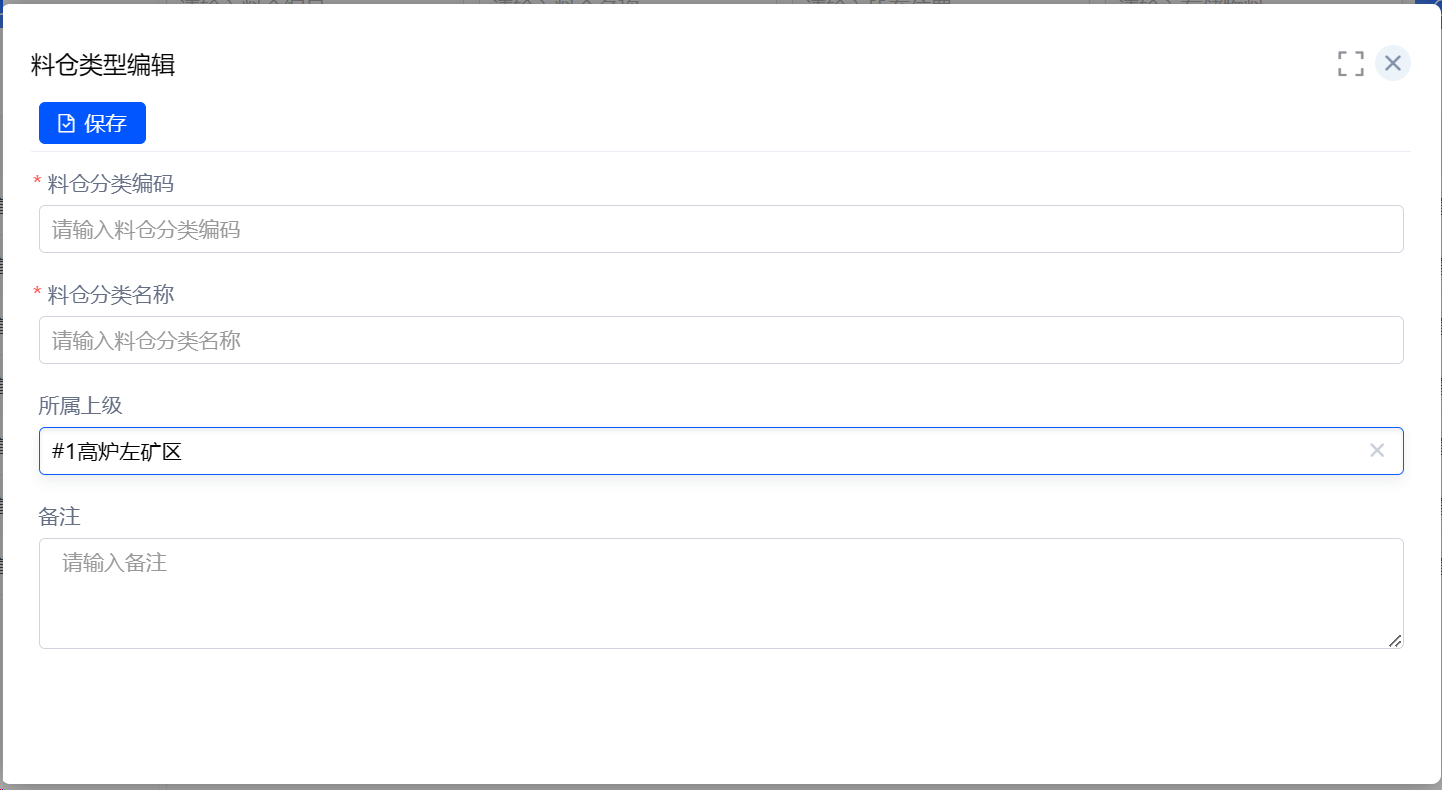 料仓类型编辑
保存
* 料仓分类编码
请输入料仓分类编码
* 料仓分类名称
请输入料仓分类名称
所属上级
#1高炉左矿区
备注
请输入备注